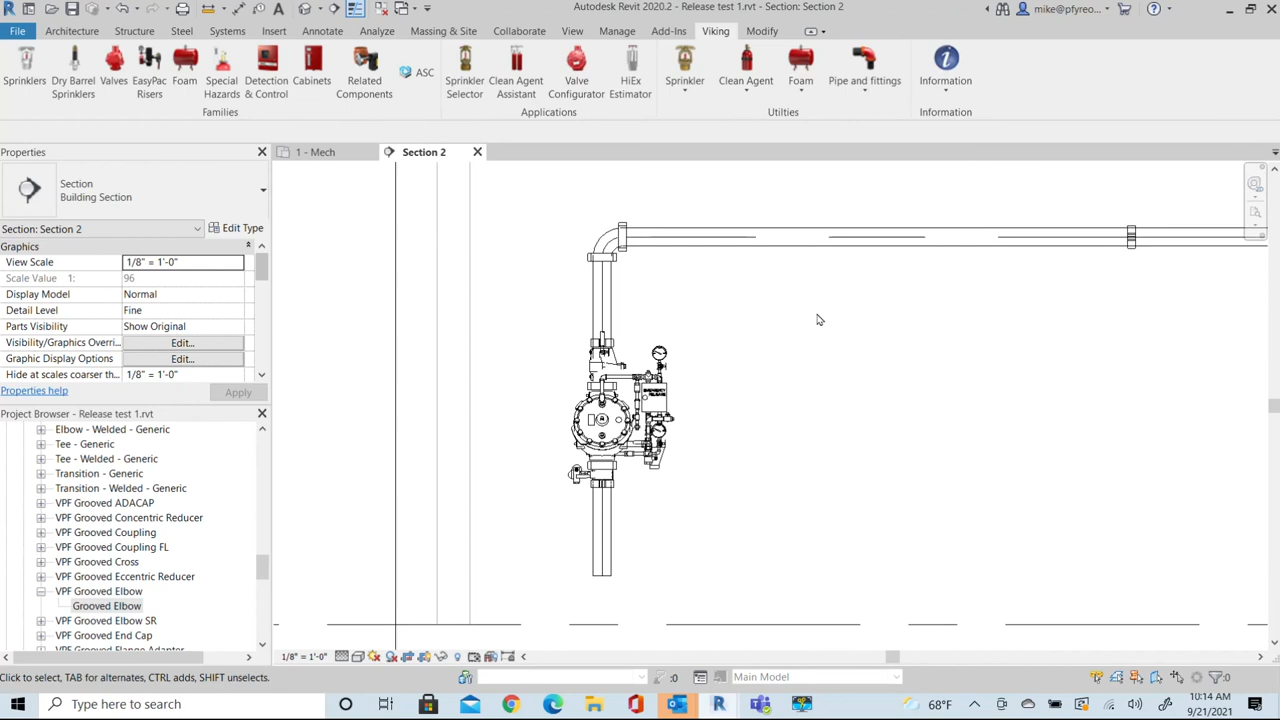 Autodesk Revit 2020.2 - Release test 1.rvt - Section: Section 2
mike@pfyreo...
File Architecture Structure Steel Systems Insert Annotate Analyze Massing & Site Collaborate View Manage Add-Ins Viking Modify
Sprinklers Dry Barrel Sprinklers Valves EasyPac Risers Foam Special Hazards Detection & Control Cabinets Related Components ASC Sprinkler Selector Clean Agent Assistant Valve Configurator HiEx Estimator Sprinkler Clean Agent Foam Pipe and fittings Information
Families Applications Utilties Information
Properties
1 - Mech Section 2
Section
Building Section
Section: Section 2 Edit Type
Graphics
View Scale 1/8" = 1'-0"
Scale Value 1: 96
Display Model Normal
Detail Level Fine
Parts Visibility Show Original
Visibility/Graphics Overri... Edit...
Graphic Display Options Edit...
Hide at scales coarser th... 1/8" = 1'-0"
Properties help Apply
Project Browser - Release test 1.rvt
Elbow - Welded - Generic
Tee - Generic
Tee - Welded - Generic
Transition - Generic
Transition - Welded - Generic
VPF Grooved ADACAP
VPF Grooved Concentric Reducer
VPF Grooved Coupling
VPF Grooved Coupling FL
VPF Grooved Cross
VPF Grooved Eccentric Reducer
VPF Grooved Elbow
Grooved Elbow
VPF Grooved Elbow SR
VPF Grooved End Cap
VPF Grooved Flange Adapter
1/8" = 1'-0"
Click to select, TAB for alternates, CTRL adds, SHIFT unselects.
:0 Main Model :0
Type here to search
68°F
10:14 AM
9/21/2021